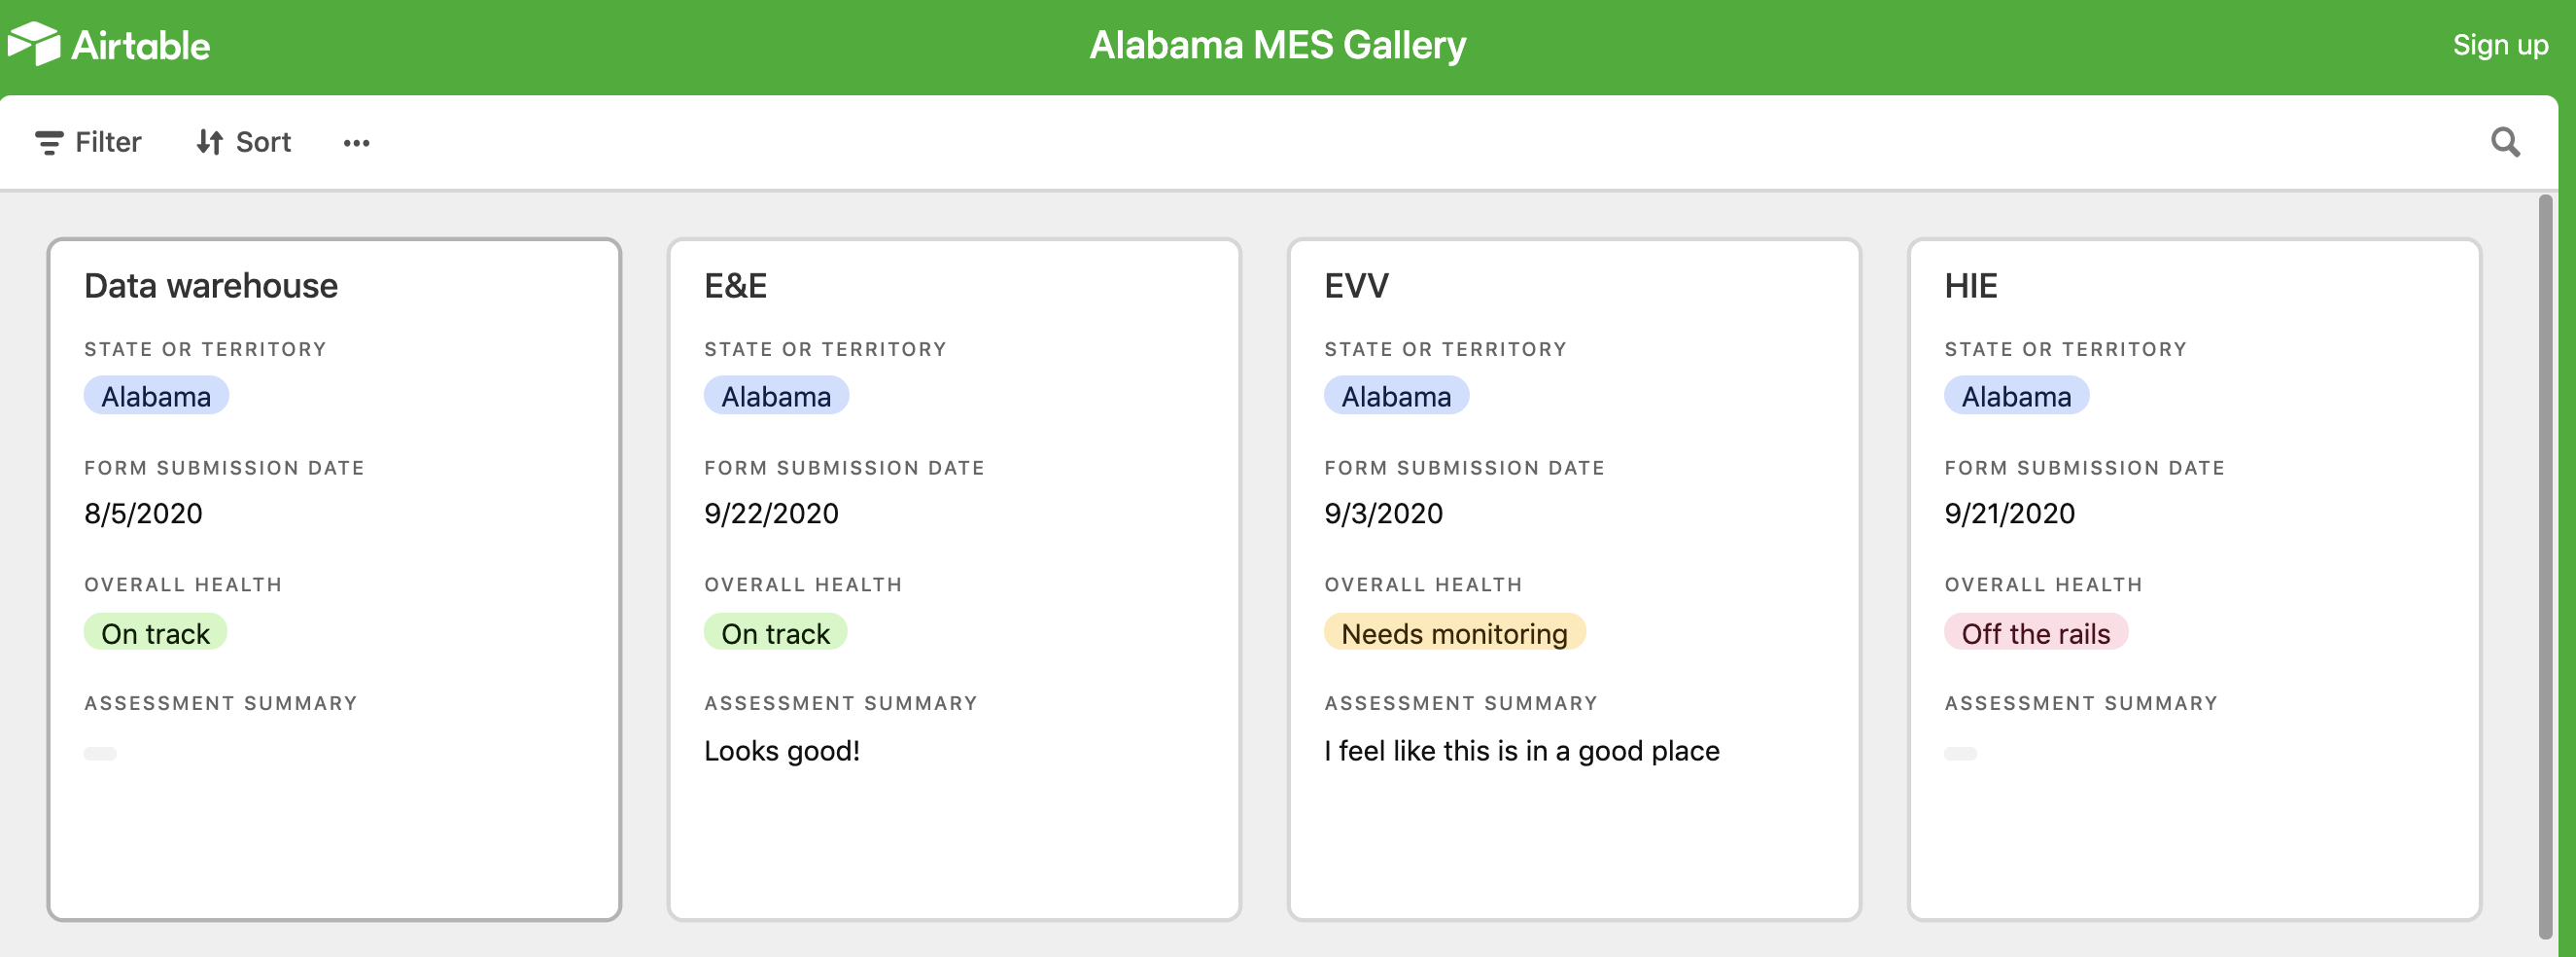 Airtable
Alabama MES Gallery
Sign up
Filter
Sort
Data warehouse
STATE OR TERRITORY
Alabama
FORM SUBMISSION DATE
8/5/2020
OVERALL HEALTH
On track
ASSESSMENT SUMMARY
E&E
STATE OR TERRITORY
Alabama
FORM SUBMISSION DATE
9/22/2020
OVERALL HEALTH
On track
ASSESSMENT SUMMARY
Looks good!
EVV
STATE OR TERRITORY
Alabama
FORM SUBMISSION DATE
9/3/2020
OVERALL HEALTH
Needs monitoring
ASSESSMENT SUMMARY
I feel like this is in a good place
HIE
STATE OR TERRITORY
Alabama
FORM SUBMISSION DATE
9/21/2020
OVERALL HEALTH
Off the rails
ASSESSMENT SUMMARY